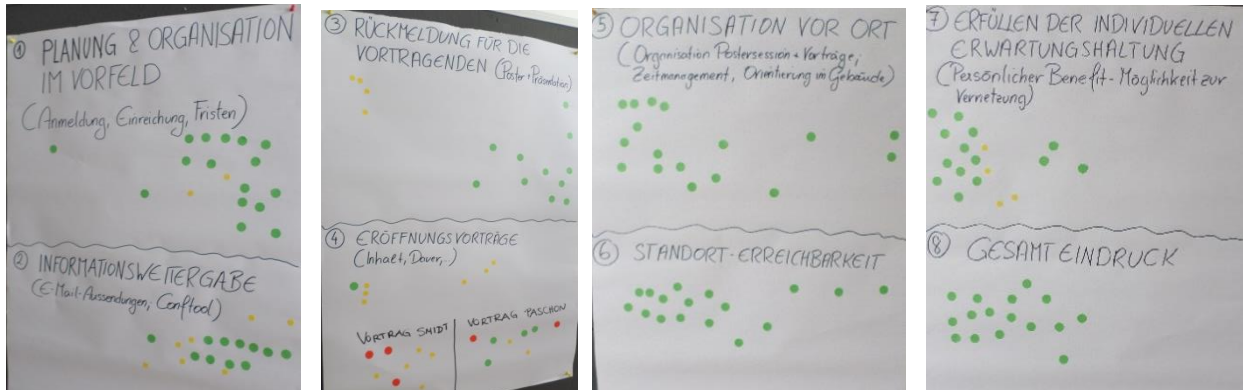 ① PLANUNG & ORGANISATION
IM VORFELD
(Anmeldung, Einreichung, Fristen)
② INFORMATIONSWEITERGABE
(E-Mail-Aussendungen, Conftool)
③ RÜCKMELDUNG FÜR DIE
VORTRAGENDEN (Poster + Präsentation)
④ ERÖFFNUNGSVORTRÄGE
(Inhalt, Dauer,..)
VORTRAG SMIDT
VORTRAG PASCHON
⑤ ORGANISATION VOR ORT
(Organisation Postersession + Vorträge,
Zeitmanagement, Orientierung im Gebäude)
⑥ STANDORT-ERREICHBARKEIT
⑦ ERFÜLLEN DER INDIVIDUELLEN
ERWARTUNGSHALTUNG
(Persönlicher Benefit - Möglichkeit zur
Vernetzung)
⑧ GESAMTEINDRUCK